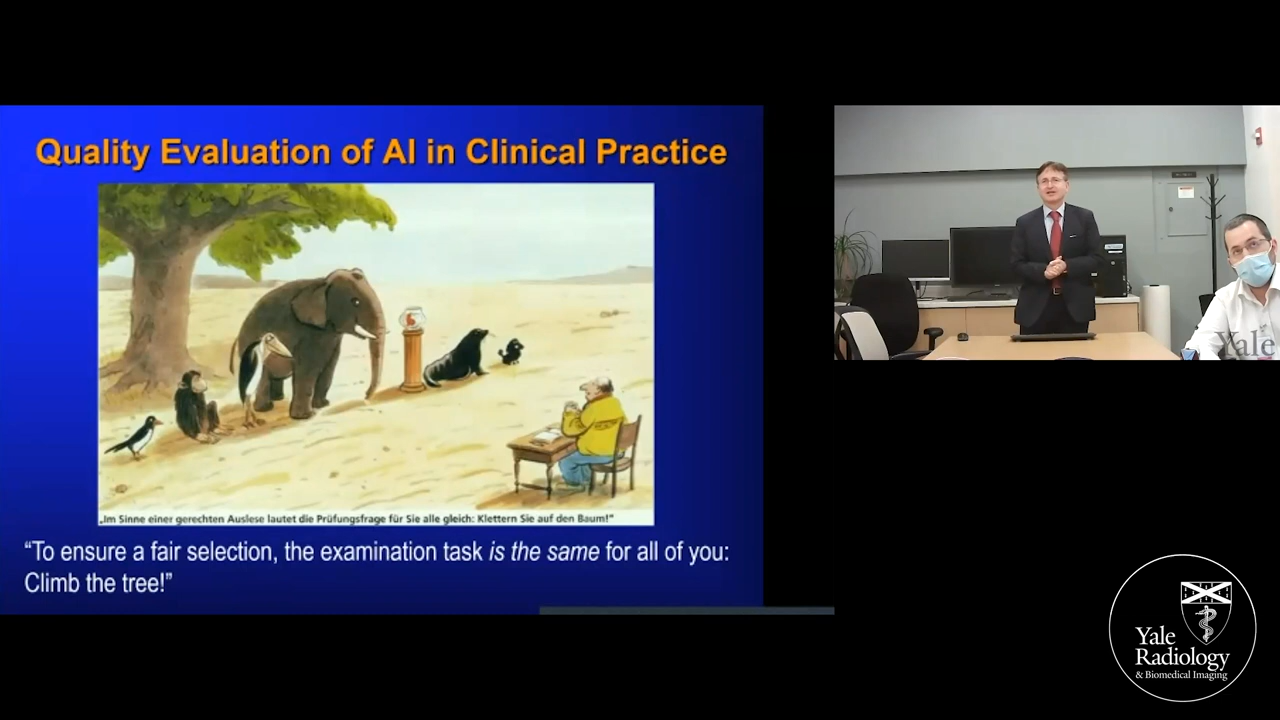 Quality Evaluation of AI in Clinical Practice
„Im Sinne einer gerechten Auslese lautet die Prüfungsfrage für Sie alle gleich: Klettern Sie auf den Baum!“
“To ensure a fair selection, the examination task is the same for all of you:
Climb the tree!”
Yale
Yale
Radiology
& Biomedical Imaging